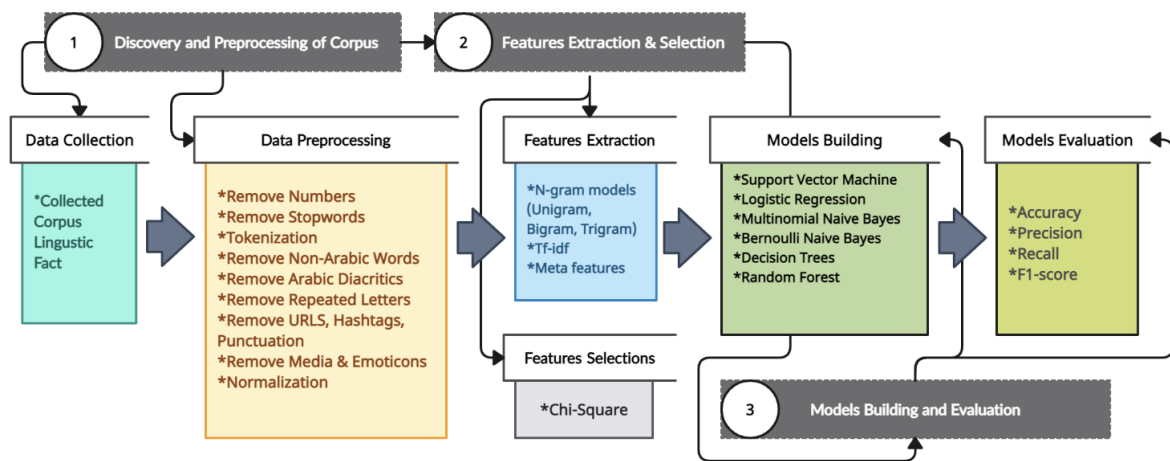 1
Discovery and Preprocessing of Corpus
2
Features Extraction & Selection
Data Collection
*Collected
Corpus
Lingustic
Fact
Data Preprocessing
*Remove Numbers
*Remove Stopwords
*Tokenization
*Remove Non-Arabic Words
*Remove Arabic Diacritics
*Remove Repeated Letters
*Remove URLS, Hashtags,
Punctuation
*Remove Media & Emoticons
*Normalization
Features Extraction
*N-gram models
(Unigram,
Bigram, Trigram)
*Tf-idf
*Meta features
Features Selections
*Chi-Square
Models Building
*Support Vector Machine
*Logistic Regression
*Multinomial Naive Bayes
*Bernoulli Naive Bayes
*Decision Trees
*Random Forest
Models Evaluation
*Accuracy
*Precision
*Recall
*F1-score
3
Models Building and Evaluation